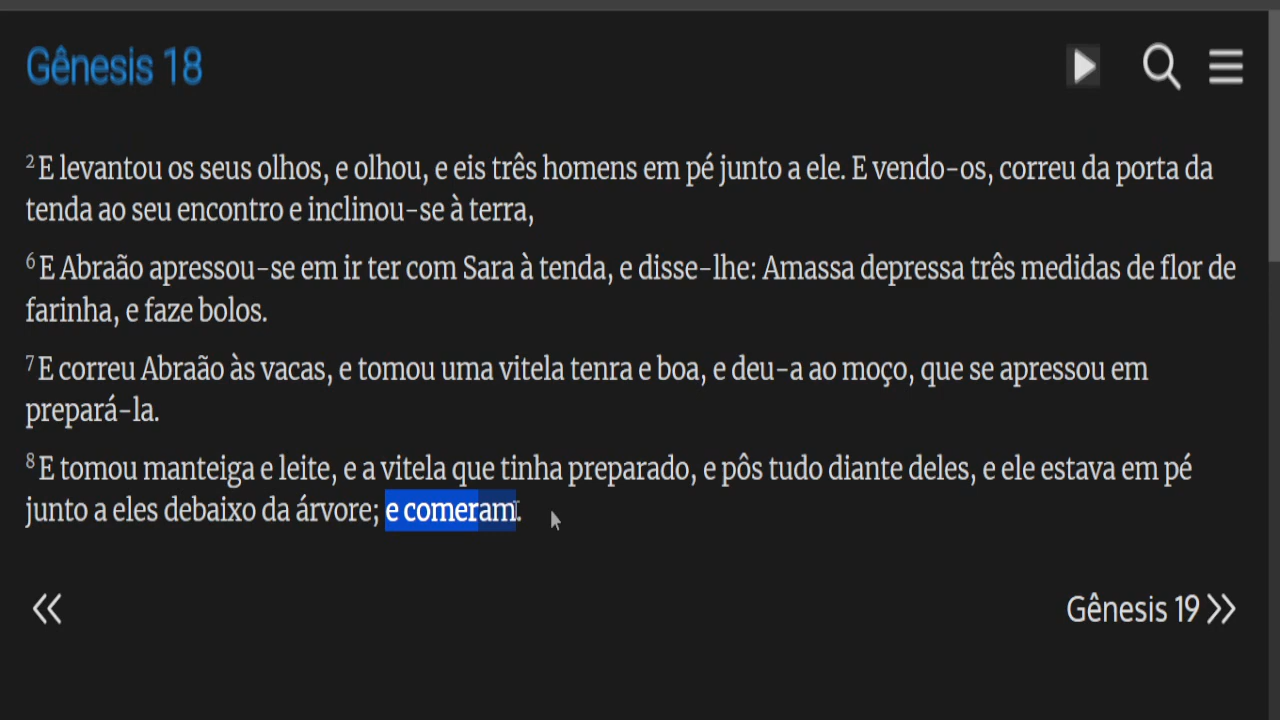 Gênesis 18
2 E levantou os seus olhos, e olhou, e eis três homens em pé junto a ele. E vendo-os, correu da porta da
tenda ao seu encontro e inclinou-se à terra,
6 E Abraão apressou-se em ir ter com Sara à tenda, e disse-lhe: Amassa depressa três medidas de flor de
farinha, e faze bolos.
7 E correu Abraão às vacas, e tomou uma vitela tenra e boa, e deu-a ao moço, que se apressou em
prepará-la.
8 E tomou manteiga e leite, e a vitela que tinha preparado, e pôs tudo diante deles, e ele estava em pé
junto a eles debaixo da árvore; e comeram.
Gênesis 19